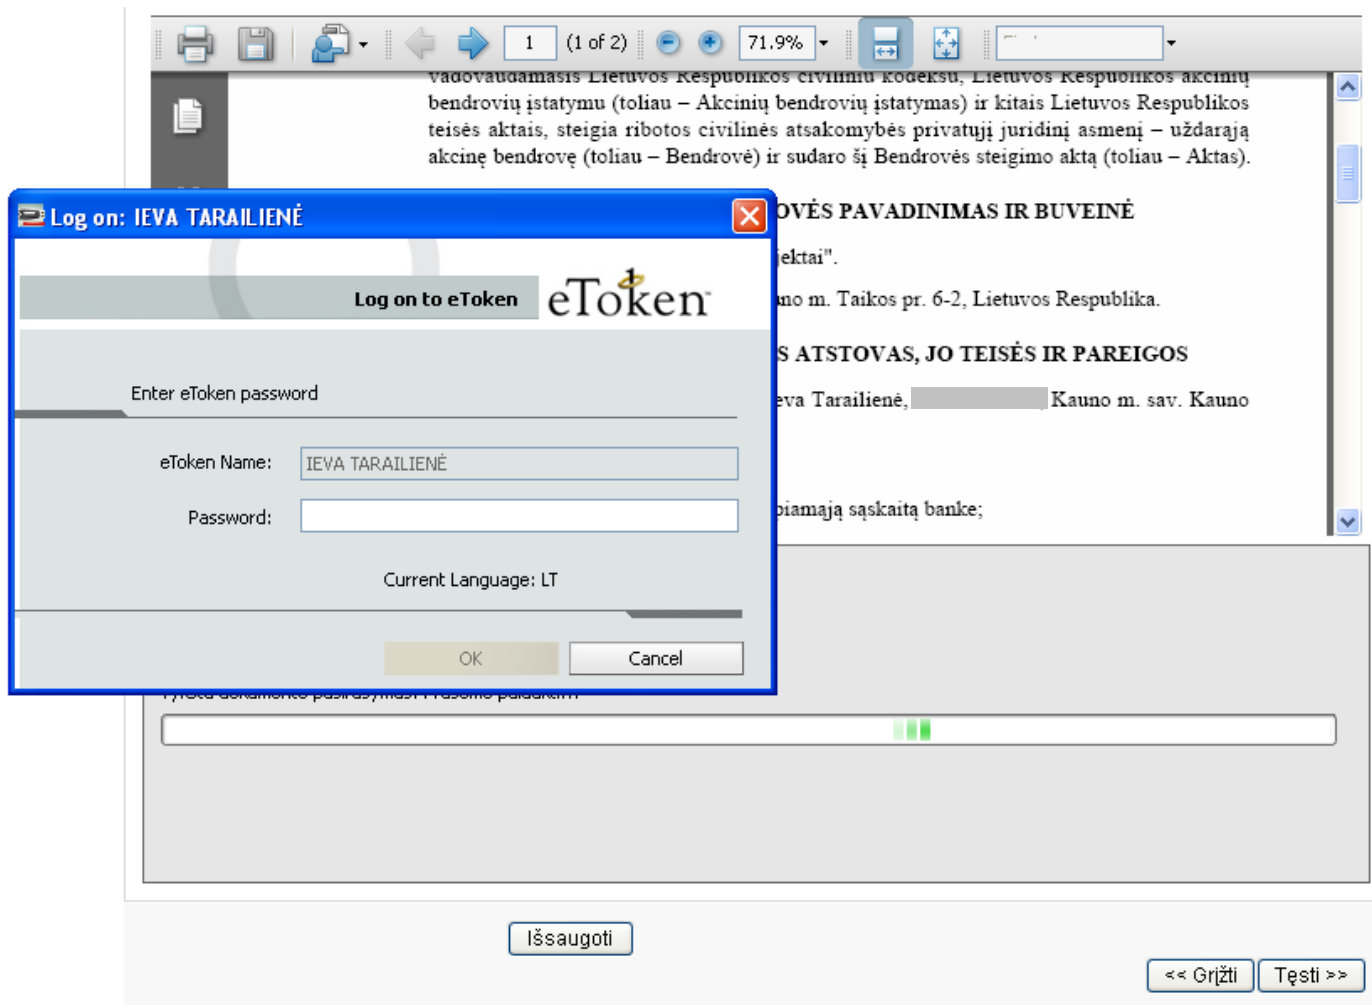 1 (1 of 2) 71.9%
vadovaudamasis Lietuvos Respublikos civiliniu kodeksu, Lietuvos Respublikos akcinių
bendrovių įstatymu (toliau – Akcinių bendrovių įstatymas) ir kitais Lietuvos Respublikos
teisės aktais, steigia ribotos civilinės atsakomybės privatųjį juridinį asmenį – uždarąją
akcinę bendrovę (toliau – Bendrovė) ir sudaro šį Bendrovės steigimo aktą (toliau – Aktas).
OVĖS PAVADINIMAS IR BUVEINĖ
jektai".
no m. Taikos pr. 6-2, Lietuvos Respublika.
S ATSTOVAS, JO TEISĖS IR PAREIGOS
eva Tarailienė, Kauno m. sav. Kauno
piamąją sąskaitą banke;
Log on: IEVA TARAILIENĖ
Log on to eToken
eToken
Enter eToken password
eToken Name: IEVA TARAILIENĖ
Password:
Current Language: LT
OK Cancel
Išsaugoti
<< Grįžti Tęsti >>